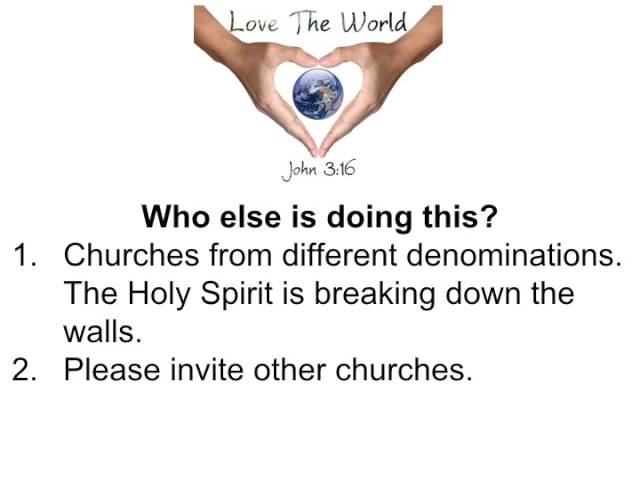 Love The World
John 3:16
Who else is doing this?
1. Churches from different denominations.
The Holy Spirit is breaking down the
walls.
2. Please invite other churches.